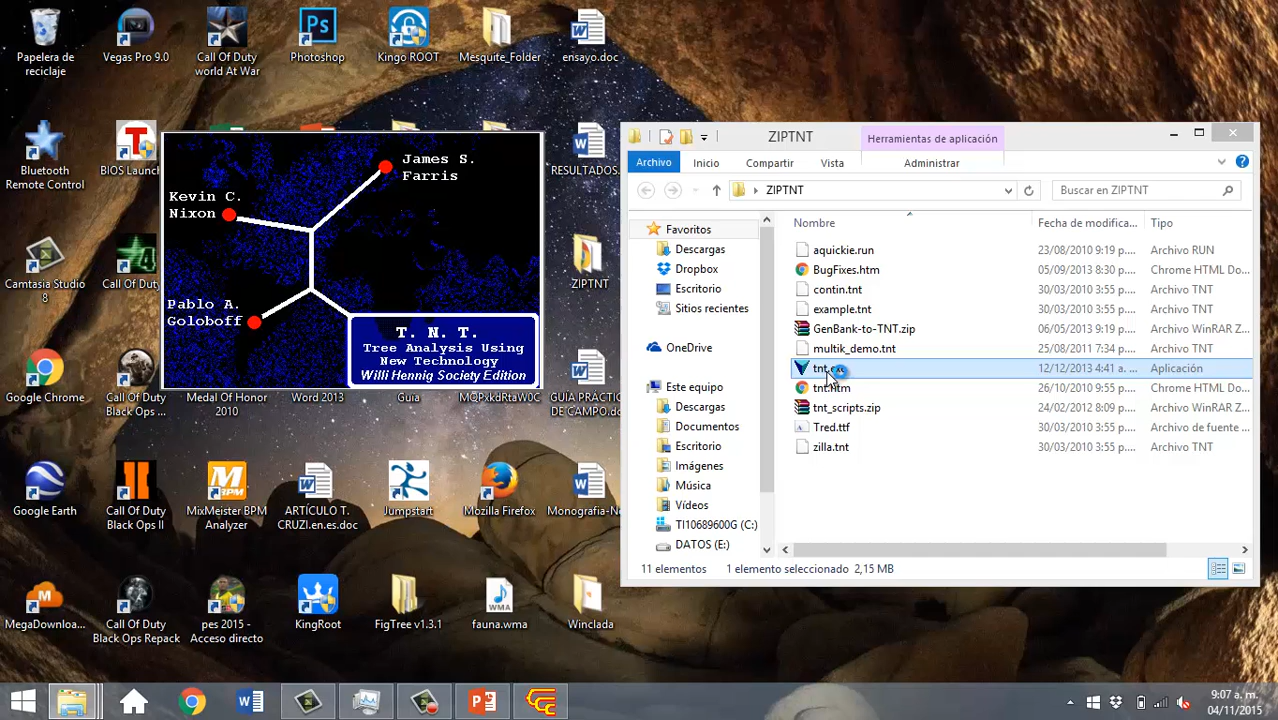 Papelera de
reciclaje
Vegas Pro 9.0
Call Of Duty
world At War
Photoshop
Kingo ROOT
Mesquite_Folder
ensayo.doc
Bluetooth
Remote Control
BIOS Launch
RESULTADOS.
Camtasia Studio
8
Call Of Duty
ZIPTNT
Google Chrome
Call Of Duty
Black Ops ...
Medal Of Honor
2010
Word 2013
Guia
MQPxkdRtaW0C
GUÍA PRÁCTIC
DE CAMPO.do
Google Earth
Call Of Duty
Black Ops II
MixMeister BPM
Analyzer
ARTÍCULO T.
CRUZI.en.es.doc
Jumpstart
Mozilla Firefox
Monografia-Ne
MegaDownloa...
Call Of Duty
Black Ops Repack
pes 2015 -
Acceso directo
KingRoot
FigTree v1.3.1
fauna.wma
Winclada
James S.
Farris
Kevin C.
Nixon
Pablo A.
Goloboff
T. N. T.
Tree Analysis Using
New Technology
Willi Hennig Society Edition
ZIPTNT
Herramientas de aplicación
Archivo
Inicio
Compartir
Vista
Administrar
ZIPTNT
Buscar en ZIPTNT
Favoritos
Descargas
Dropbox
Escritorio
Sitios recientes
OneDrive
Este equipo
Descargas
Documentos
Escritorio
Imágenes
Música
Vídeos
TI10689600G (C:)
DATOS (E:)
Nombre Fecha de modifica... Tipo
aquickie.run 23/08/2010 9:19 p.... Archivo RUN
BugFixes.htm 05/09/2013 8:30 p.... Chrome HTML Do...
contin.tnt 30/03/2010 3:55 p.... Archivo TNT
example.tnt 30/03/2010 3:55 p.... Archivo TNT
GenBank-to-TNT.zip 06/05/2013 3:19 p.... Archivo WinRAR Z...
multik_demo.tnt 25/08/2011 7:34 p.... Archivo TNT
12/12/2013 4:41 a. ... Aplicación
tnt.htm 26/10/2010 5:59 p.... Chrome HTML Do...
tnt_scripts.zip 24/02/2012 8:09 p.... Archivo WinRAR Z...
Tred.ttf 30/03/2010 3:55 p.... Archivo de fuente ...
zilla.tnt 30/03/2010 3:55 p.... Archivo TNT
11 elementos 1 elemento seleccionado 2,15 MB
9:07 a.m.
04/11/2015